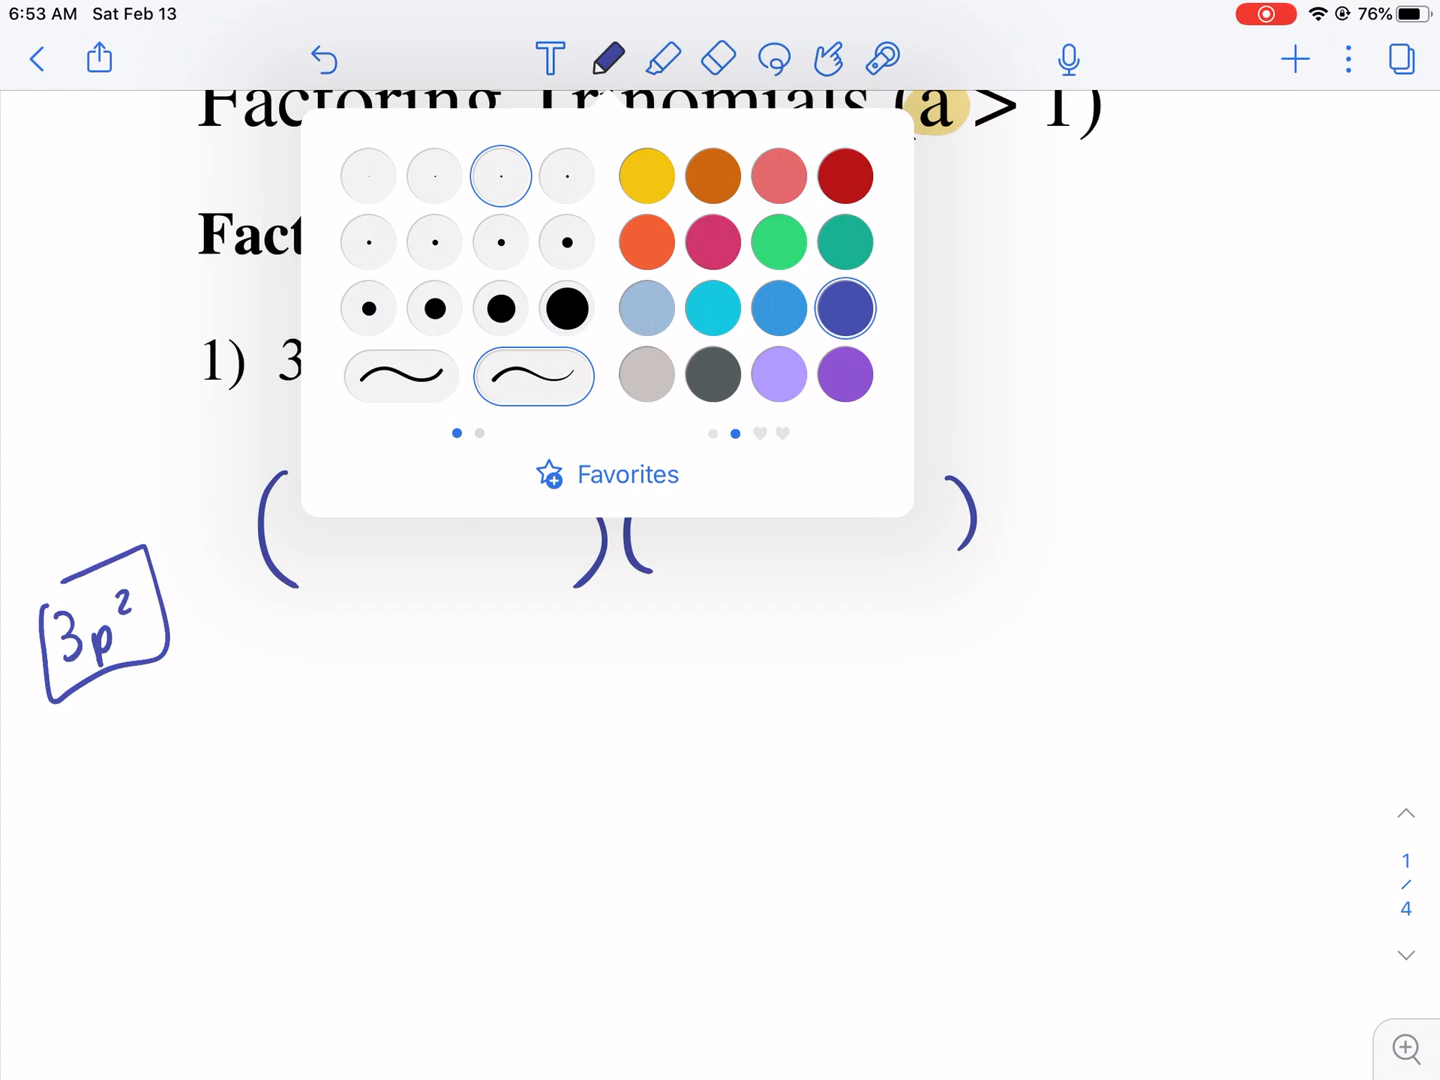 6:53 AM Sat Feb 13
76%
Factoring Trinomials (a > 1)
Fact
1) 3
Favorites
( )( )
3p²
1
/
4